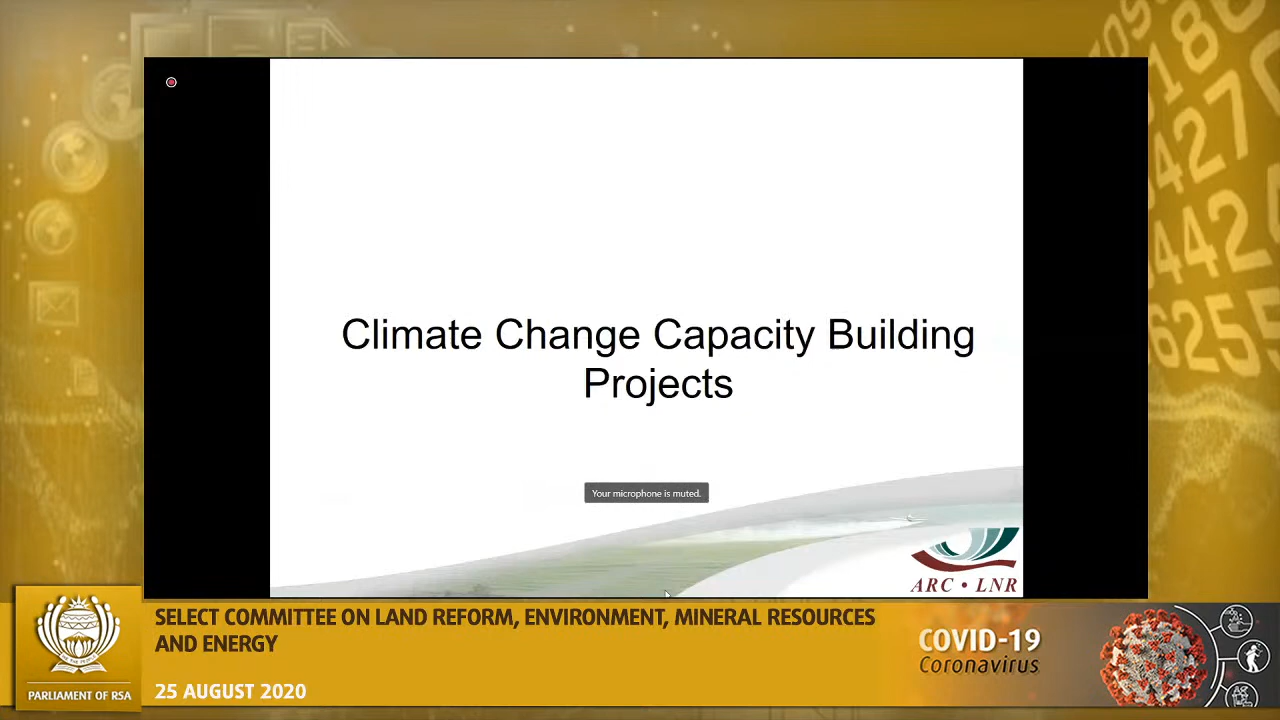 Climate Change Capacity Building
Projects
Your microphone is muted.
ARC • LNR
SELECT COMMITTEE ON LAND REFORM, ENVIRONMENT, MINERAL RESOURCES
AND ENERGY
25 AUGUST 2020
PARLIAMENT OF RSA
COVID-19
Coronavirus